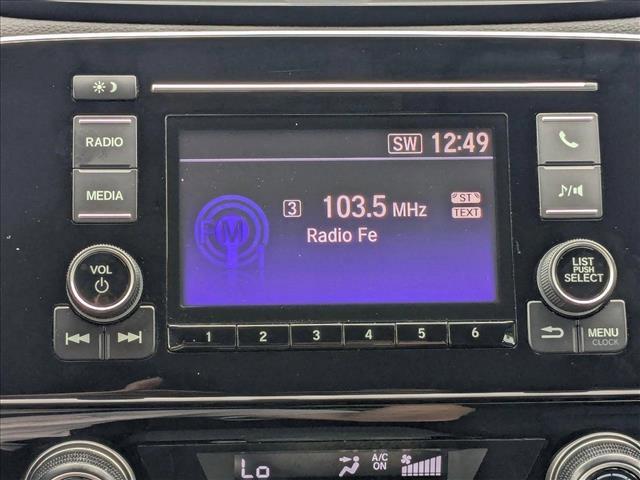 RADIO
MEDIA
VOL
SW 12:49
3 103.5 MHz
ST
TEXT
Radio Fe
FM
LIST
PUSH
SELECT
MENU
CLOCK
1 2 3 4 5 6
Lo
A/C
ON